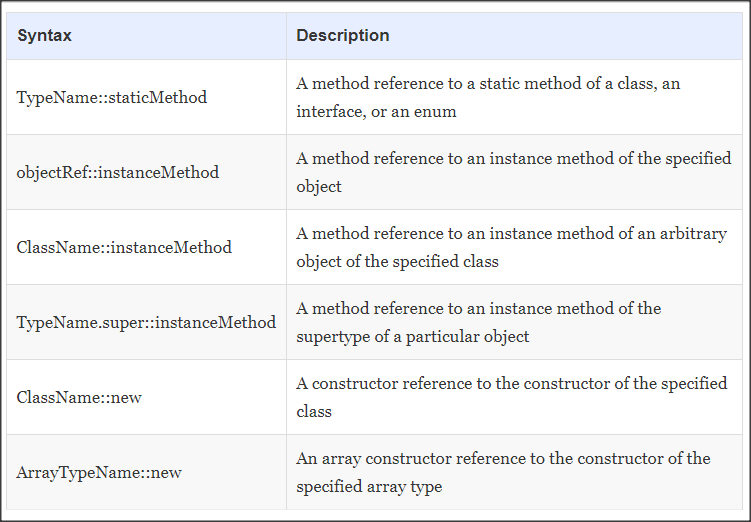 Syntax Description
TypeName::staticMethod
A method reference to a static method of a class, an
interface, or an enum
objectRef::instanceMethod
A method reference to an instance method of the specified
object
ClassName::instanceMethod
A method reference to an instance method of an arbitrary
object of the specified class
TypeName.super::instanceMethod
A method reference to an instance method of the
supertype of a particular object
ClassName::new
A constructor reference to the constructor of the specified
class
ArrayTypeName::new
An array constructor reference to the constructor of the
specified array type